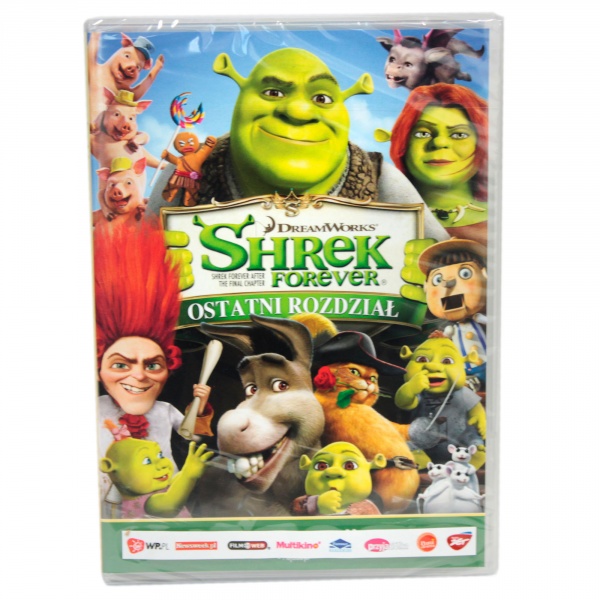 DREAMWORKS
SHREK
SHREK FOREVER AFTER
THE FINAL CHAPTER
FOREVER®
OSTATNI ROZDZIAŁ
WP.PL
Newsweek.pl
FILMWEB
Multikino